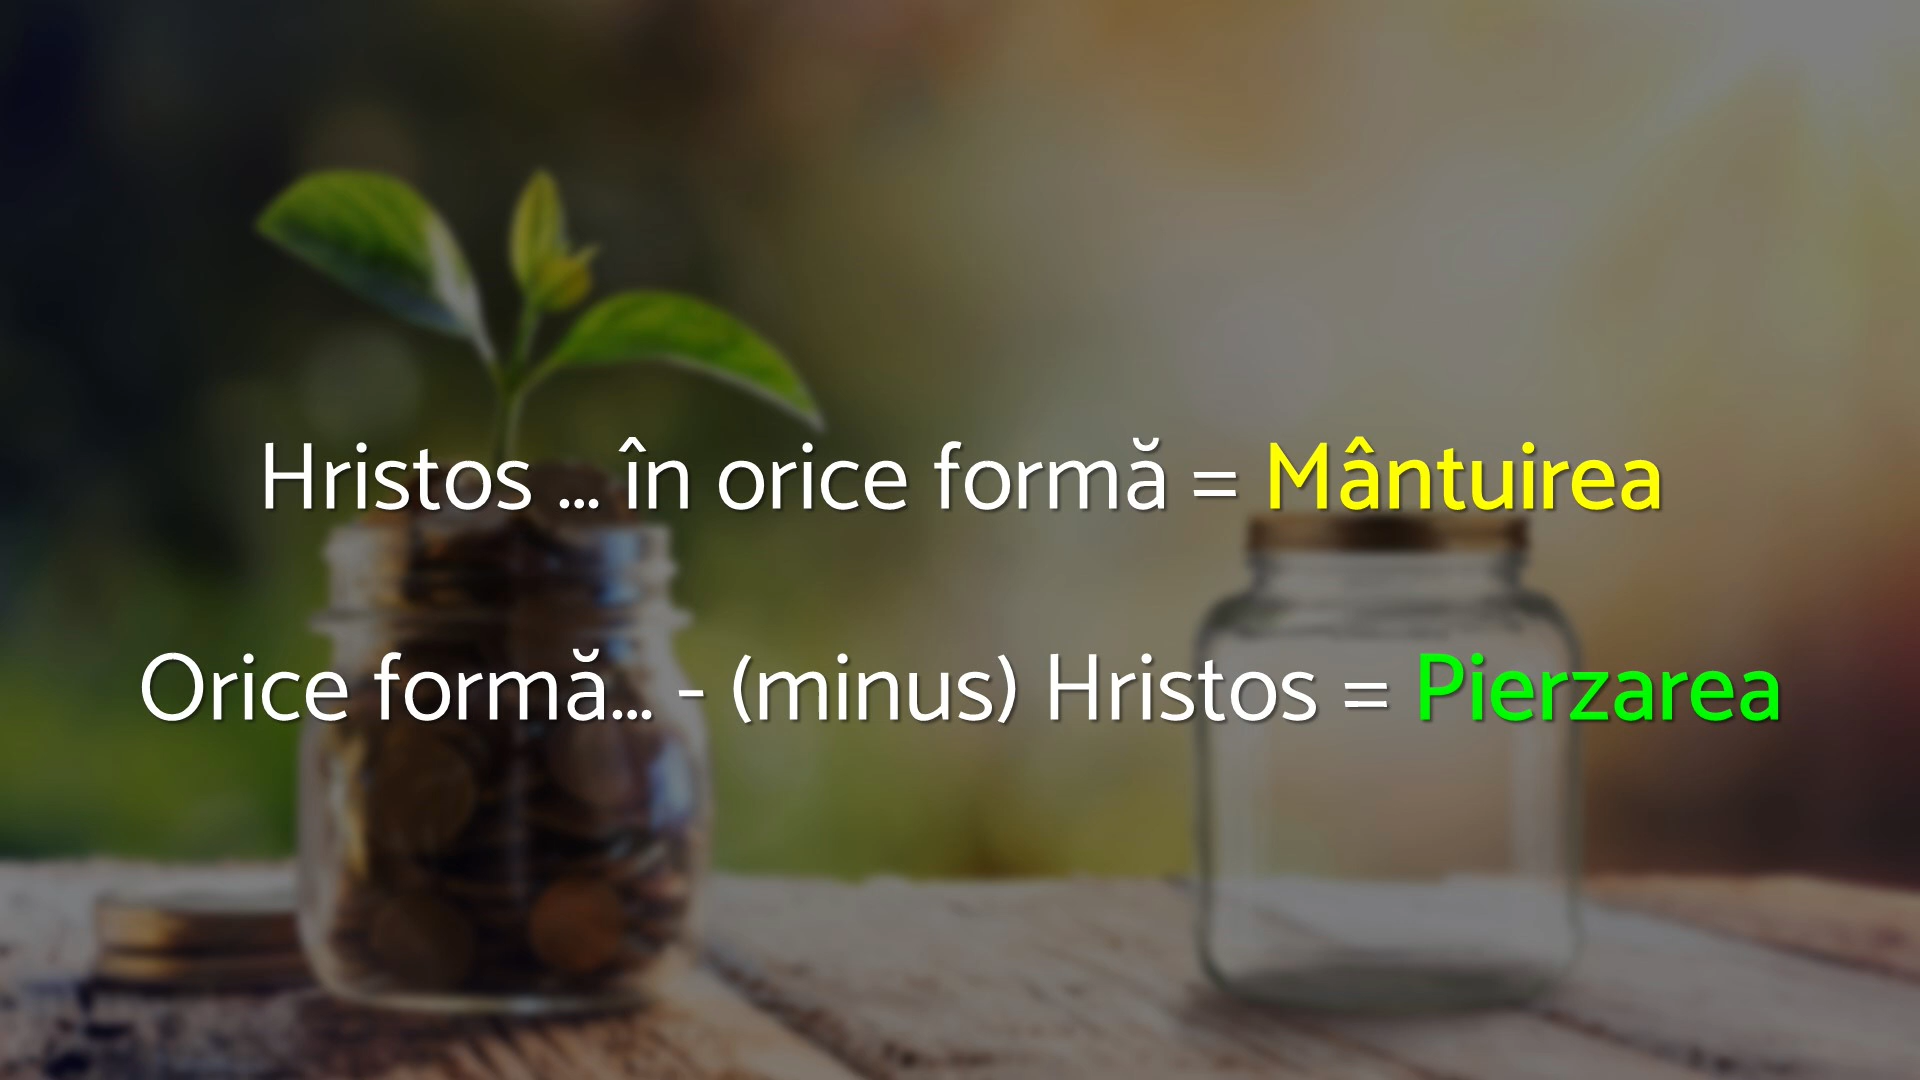 Hristos ... în orice formă = Mântuirea
Orice formă... - (minus) Hristos = Pierzarea